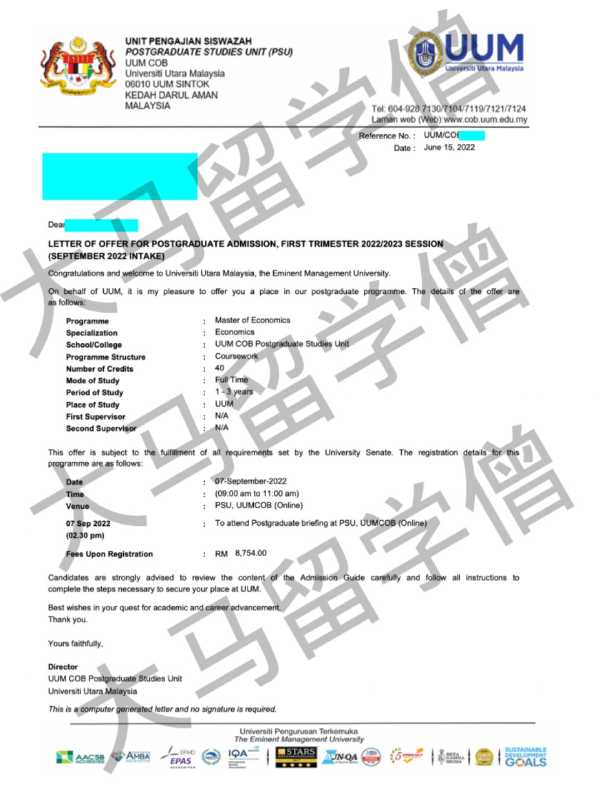 UNIT PENGAJIAN SISWAZAH
POSTGRADUATE STUDIES UNIT (PSU)
UUM COB
Universiti Utara Malaysia
06010 UUM SINTOK
KEDAH DARUL AMAN
MALAYSIA
UUM
Universiti Utara Malaysia
Tel: 604-928 7130/7104/7119/7121/7124
Laman web (Web):www.cob.uum.edu.my
Reference No. : UUM/CO
Date : June 15, 2022
Dear
LETTER OF OFFER FOR POSTGRADUATE ADMISSION, FIRST TRIMESTER 2022/2023 SESSION
(SEPTEMBER 2022 INTAKE)
Congratulations and welcome to Universiti Utara Malaysia, the Eminent Management University.
On behalf of UUM, it is my pleasure to offer you a place in our postgraduate programme. The details of the offer are
as follows:
Programme : Master of Economics
Specialization : Economics
School/College : UUM COB Postgraduate Studies Unit
Programme Structure : Coursework
Number of Credits : 40
Mode of Study : Full Time
Period of Study : 1 - 3 years
Place of Study : UUM
First Supervisor : N/A
Second Supervisor : N/A
This offer is subject to the fulfillment of all requirements set by the University Senate. The registration details for this
programme are as follows:
Date : 07-September-2022
Time : (09:00 am to 11:00 am)
Venue : PSU, UUMCOB (Online)
07 Sep 2022 : To attend Postgraduate briefing at PSU, UUMCOB (Online)
(02.30 pm)
Fees Upon Registration : RM 8,754.00
Candidates are strongly advised to review the content of the Admission Guide carefully and follow all instructions to
complete the steps necessary to secure your place at UUM.
Best wishes in your quest for academic and career advancement.
Thank you.
Yours faithfully,
Director
UUM COB Postgraduate Studies Unit
Universiti Utara Malaysia
This is a computer generated letter and no signature is required.
Universiti Pengurusan Terkemuka
The Eminent Management University
AACSB
ACCREDITED
AMBA
EFMD
EPAS
IQA
STARS
UN-QA
BETA
GAMMA
SIGMA
SUSTAINABLE
DEVELOPMENT
GOALS
大马留学僧
大马留学僧
大马留学僧